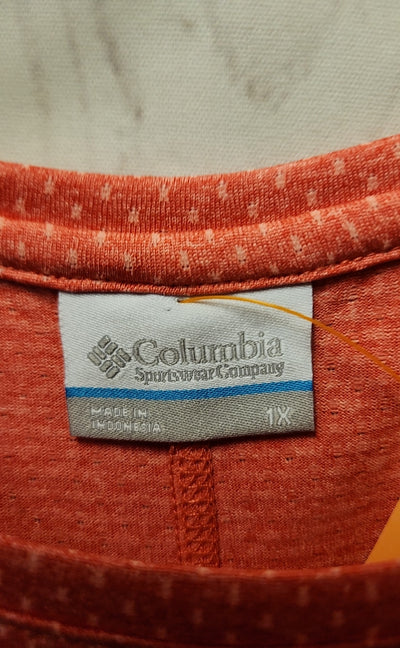 Columbia
Sportswear Company
MADE IN
INDONESIA
1X